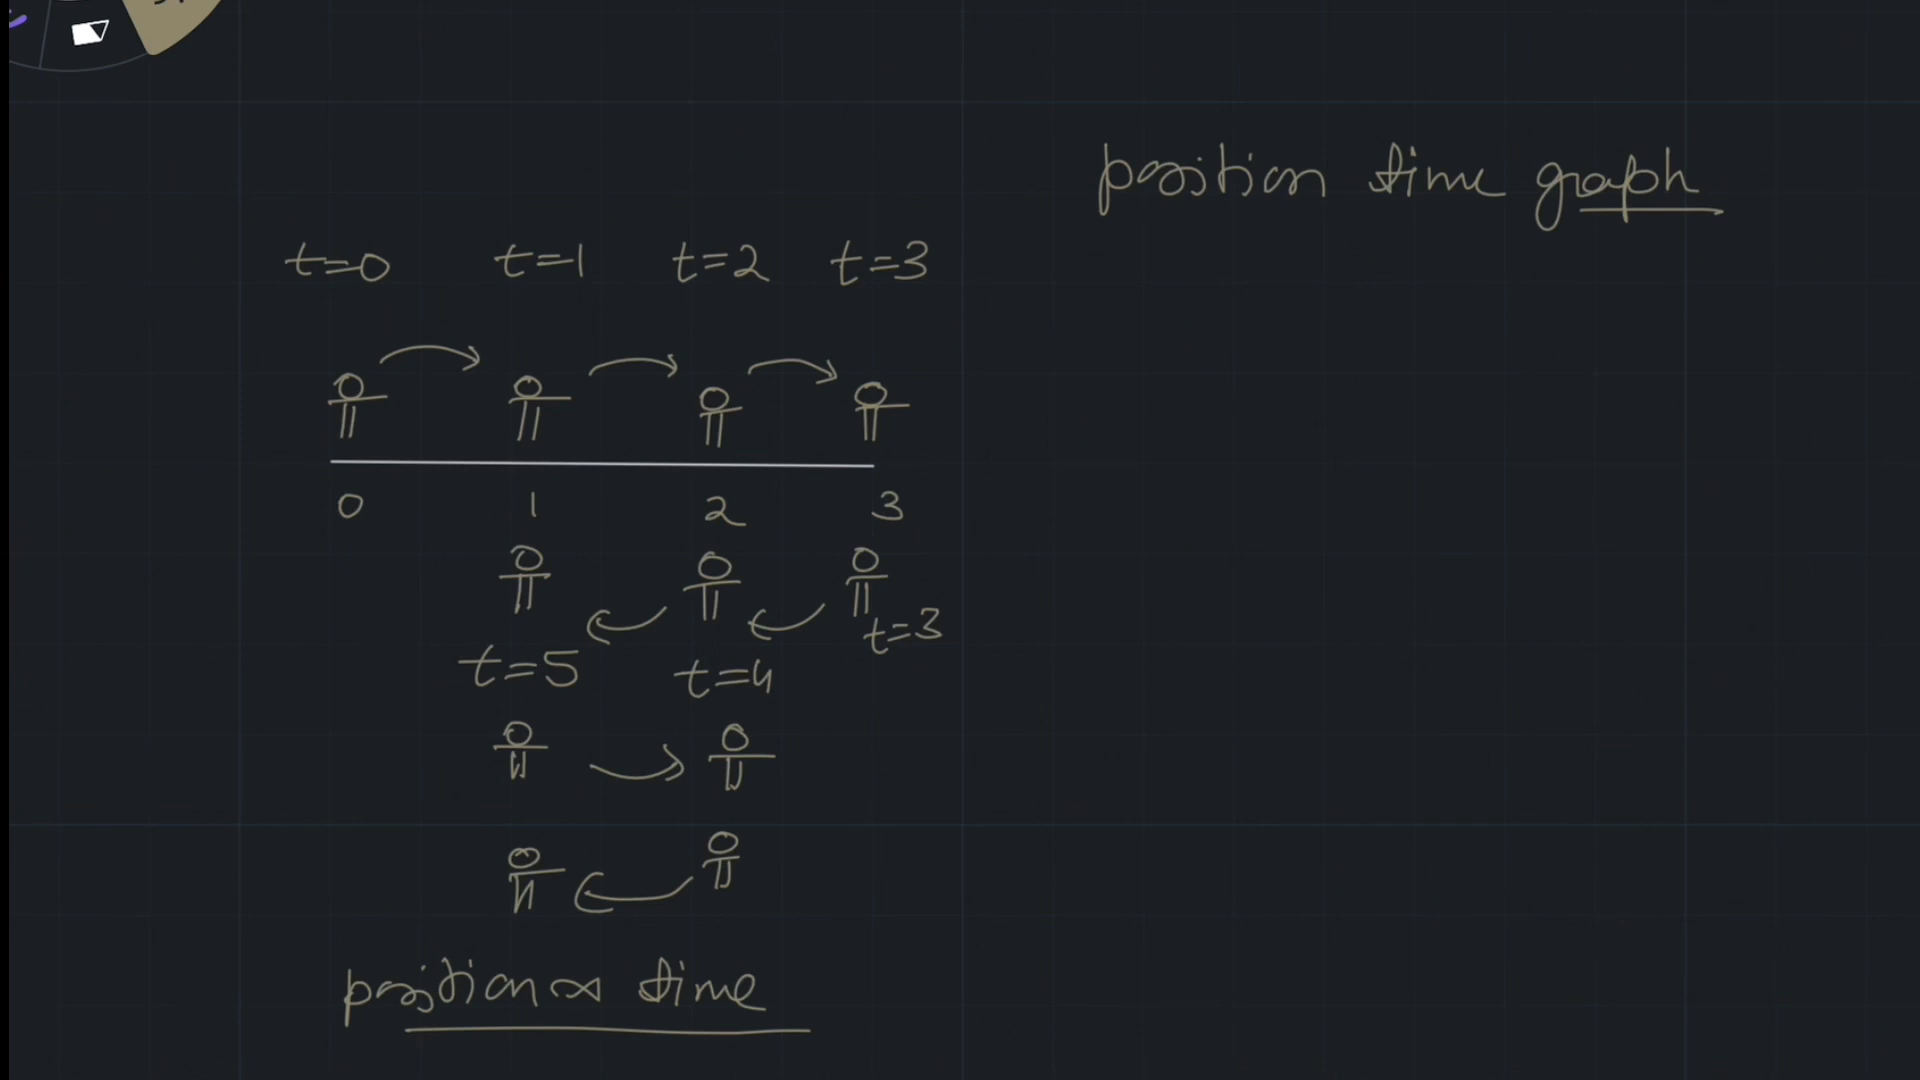 position time graph
t=0 t=1 t=2 t=3
0 1 2 3
t=3
t=5 t=4
position ∝ time